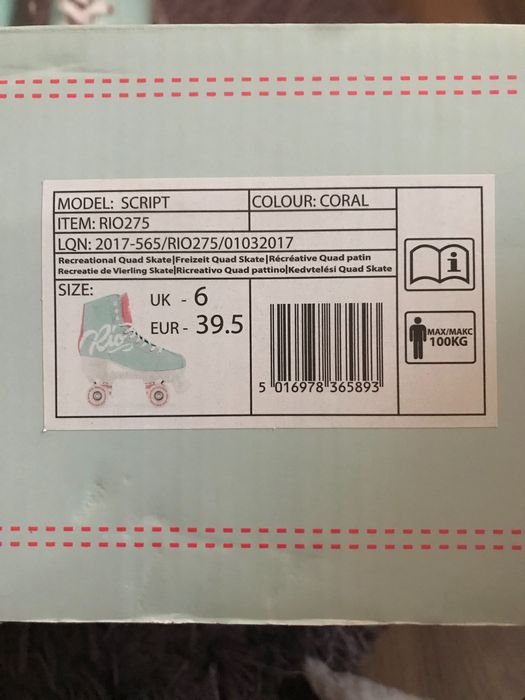 MODEL: SCRIPT
COLOUR: CORAL
ITEM: RIO275
LQN: 2017-565/RIO275/01032017
Recreational Quad Skate|Freizeit Quad Skate|Récréative Quad patin
Recreatie de Vierling Skate|Ricreativo Quad pattino|Kedvtelési Quad Skate
SIZE:
UK - 6
EUR - 39.5
Rio
5 016978 365893
i
MAX/МАКС
100KG